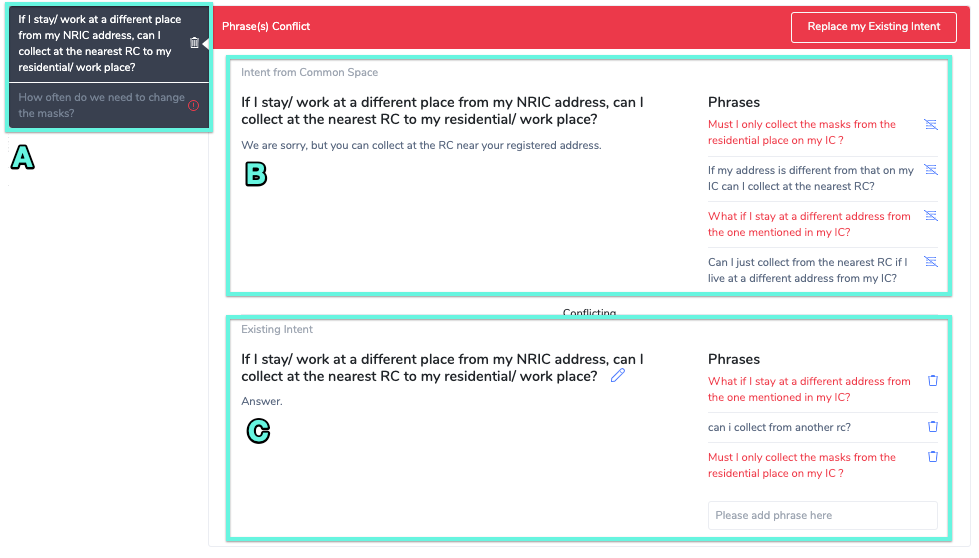 If I stay/ work at a different place
from my NRIC address, can I
collect at the nearest RC to my
residential/ work place?
How often do we need to change
the masks?
A
Phrase(s) Conflict
Replace my Existing Intent
Intent from Common Space
If I stay/ work at a different place from my NRIC address, can I
collect at the nearest RC to my residential/ work place?
We are sorry, but you can collect at the RC near your registered address.
B
Phrases
Must I only collect the masks from the
residential place on my IC ?
If my address is different from that on my
IC can I collect at the nearest RC?
What if I stay at a different address from
the one mentioned in my IC?
Can I just collect from the nearest RC if I
live at a different address from my IC?
Conflicting
Existing Intent
If I stay/ work at a different place from my NRIC address, can I
collect at the nearest RC to my residential/ work place?
Answer.
C
Phrases
What if I stay at a different address from
the one mentioned in my IC?
can i collect from another rc?
Must I only collect the masks from the
residential place on my IC ?
Please add phrase here